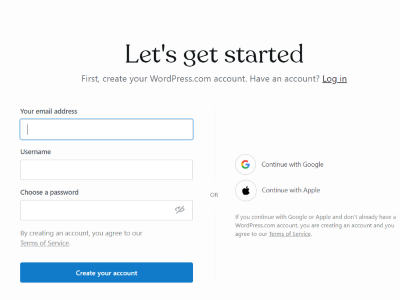 Let's get started
First, create your WordPress.com account. Have an account? Log in
Your email address
Username
Choose a password
By creating an account, you agree to our
Terms of Service.
Create your account
OR
Continue with Google
Continue with Apple
If you continue with Google or Apple and don't already have a
WordPress.com account, you are creating an account and you
agree to our Terms of Service.